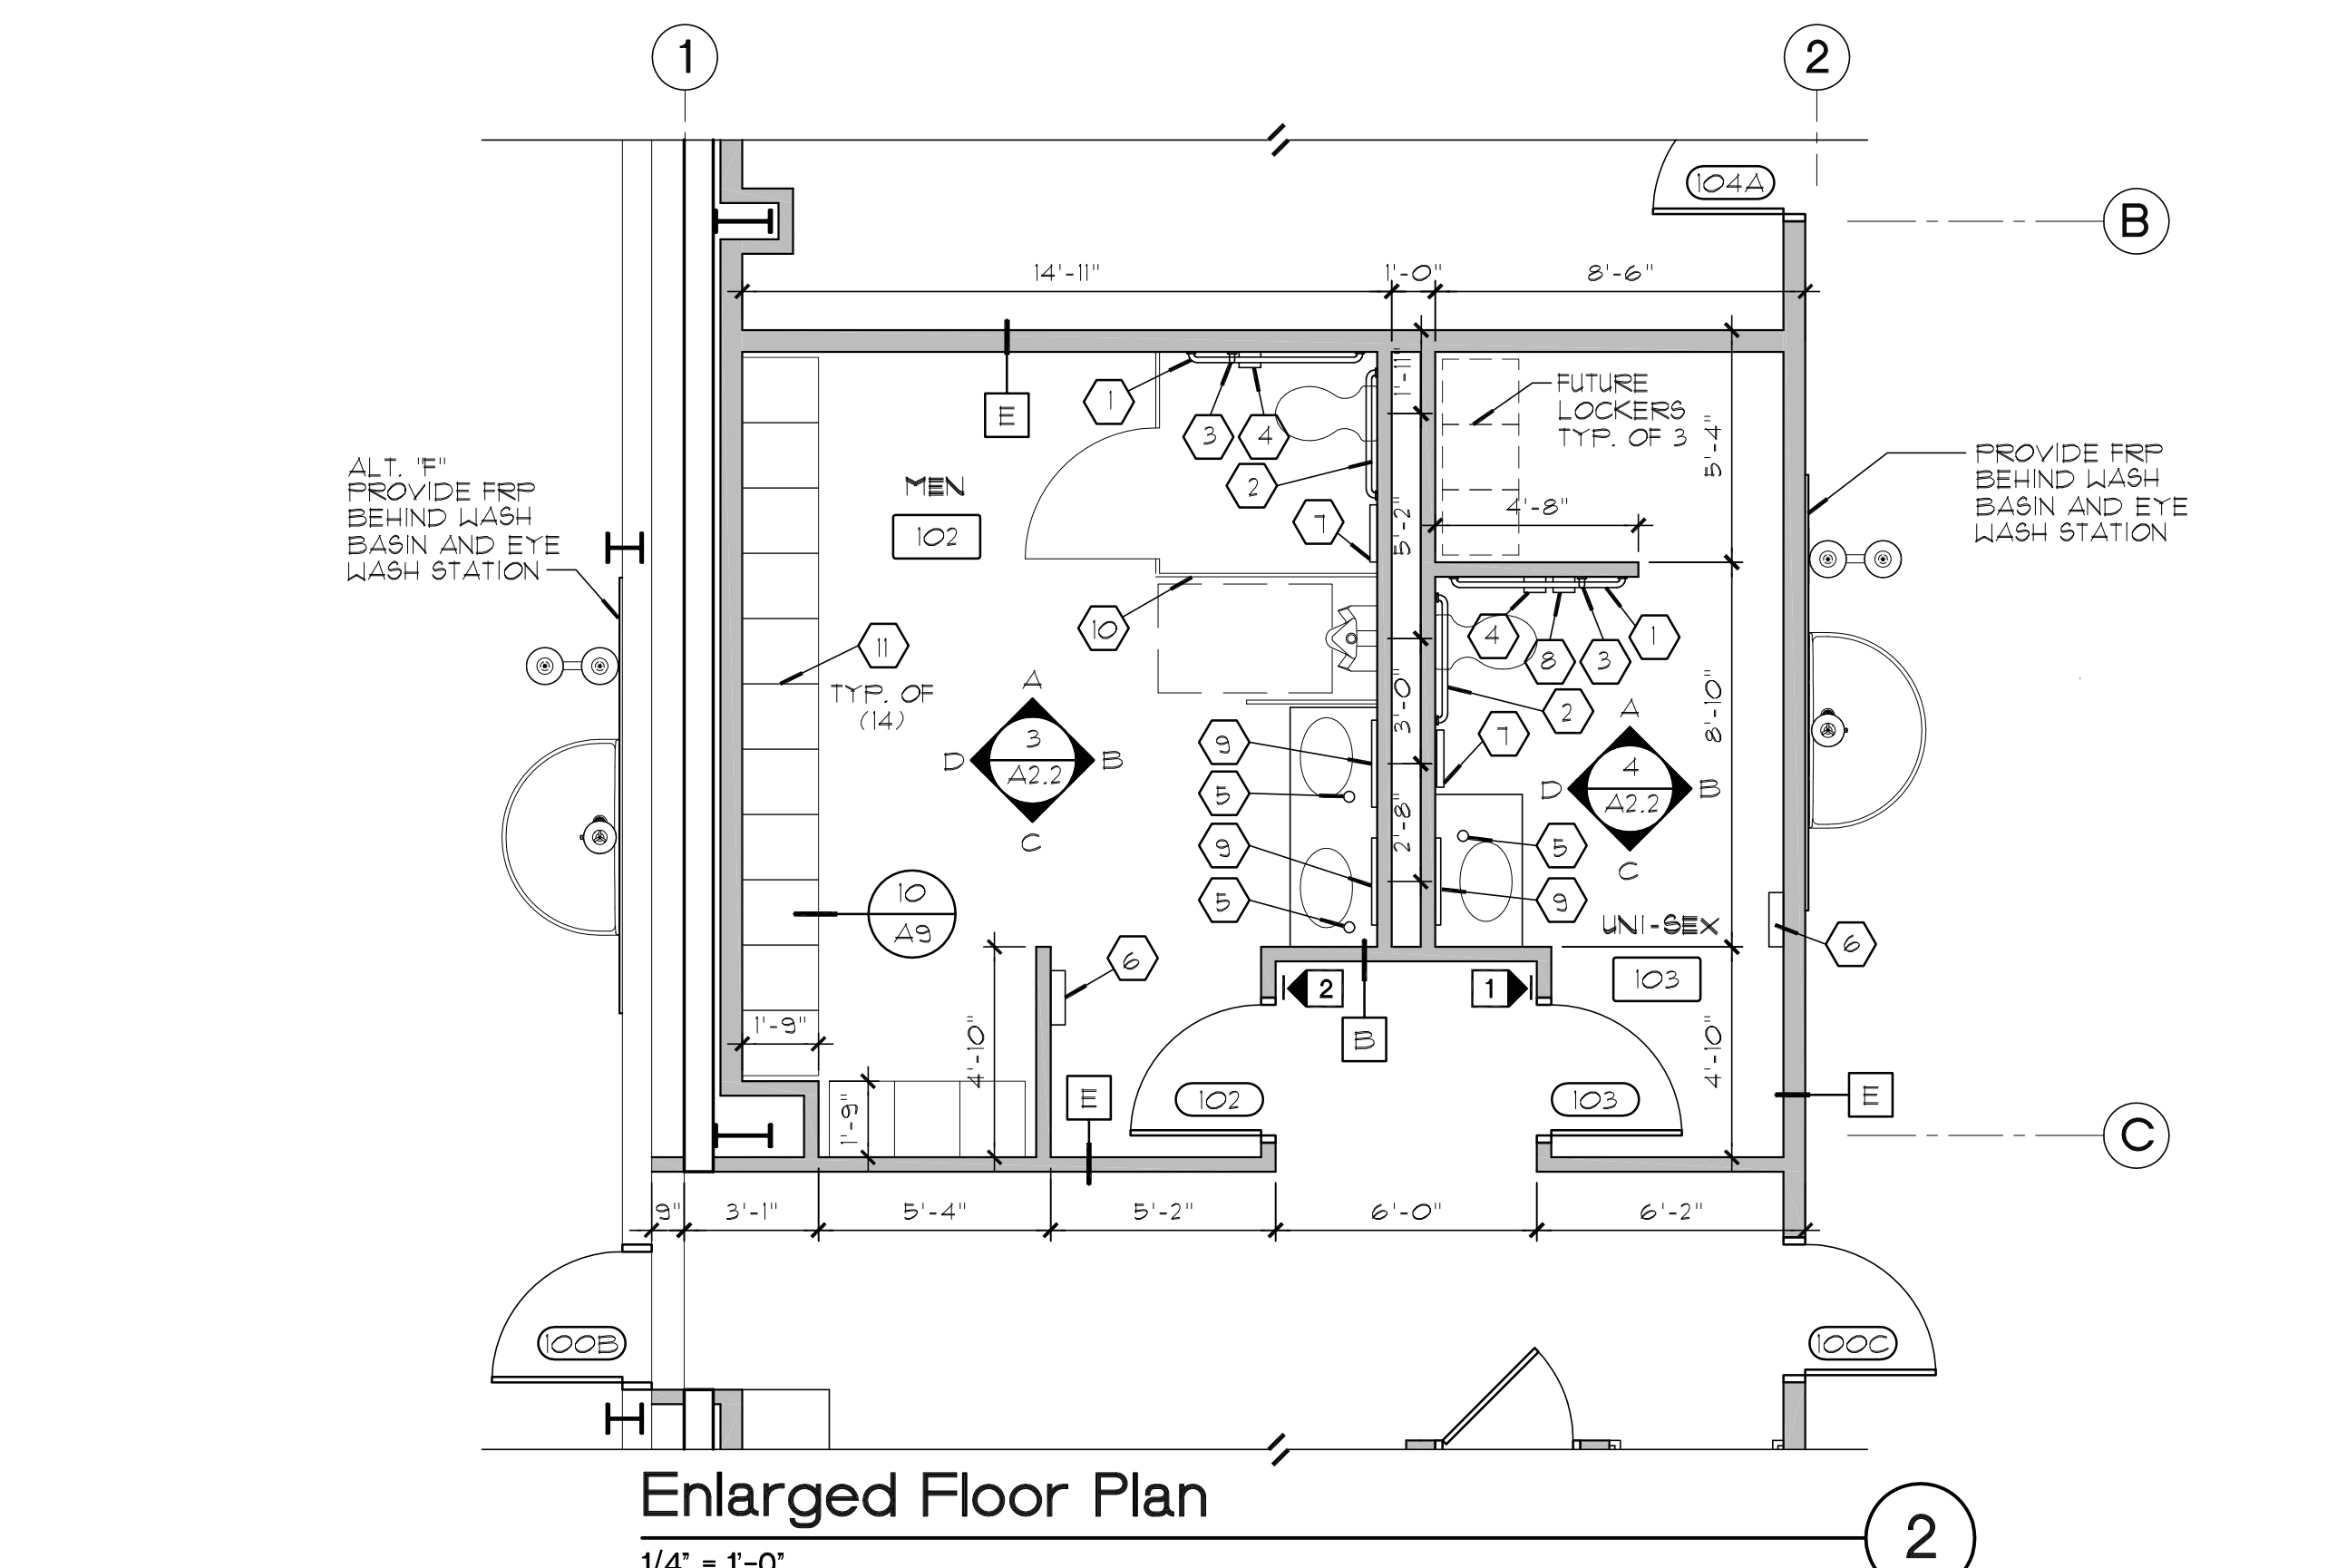 1
2
104A
B
14'-11"
1'-0"
8'-6"
1'-11"
FUTURE
LOCKERS
TYP. OF 3
5'-4"
1
3
4
2
E
ALT. "F"
PROVIDE FRP
BEHIND WASH
BASIN AND EYE
WASH STATION
MEN
102
7
5'-2"
4'-8"
PROVIDE FRP
BEHIND WASH
BASIN AND EYE
WASH STATION
10
4
8
3
1
11
TYP. OF
(14)
A
3
A2.2
D
B
C
3'-0"
2
7
8'-10"
A
4
A2.2
D
B
C
9
5
9
5
2'-8"
5
9
10
A9
UNI-SEX
103
6
6
2
1
B
1'-9"
4'-10"
4'-10"
1'-9"
E
102
103
E
C
9"
3'-1"
5'-4"
5'-2"
6'-0"
6'-2"
100B
100C
Enlarged Floor Plan
2
1/4" = 1'-0"